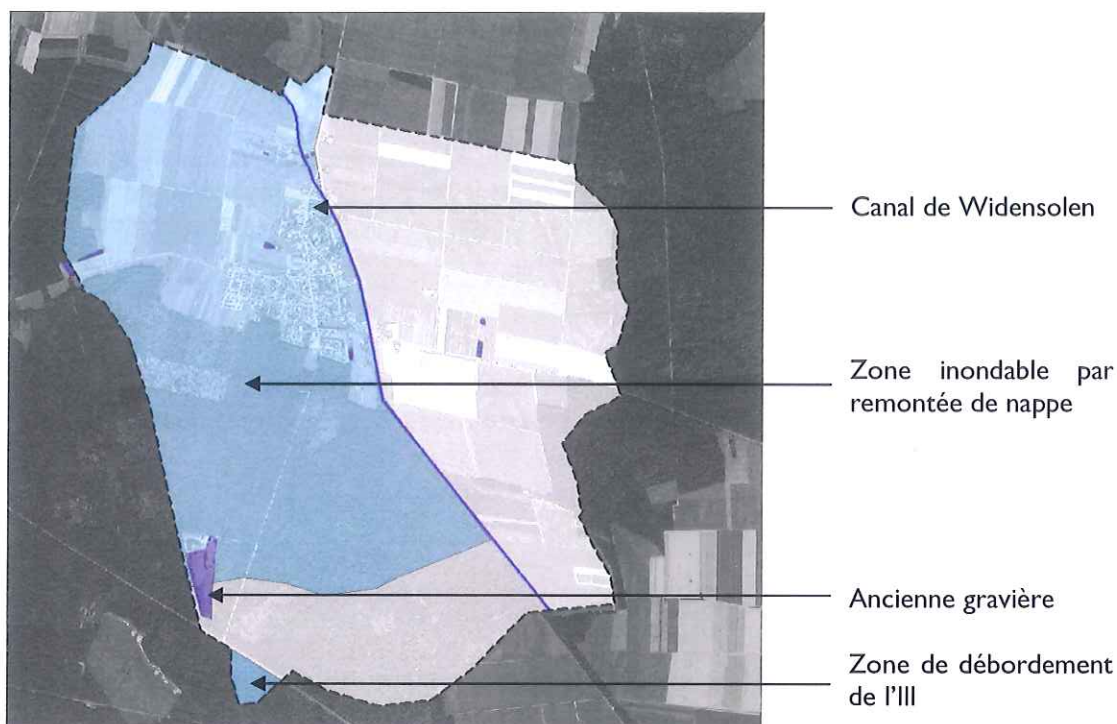 Canal de Widensolen
Zone inondable par
remontée de nappe
Ancienne gravière
Zone de débordement
de l'Ill